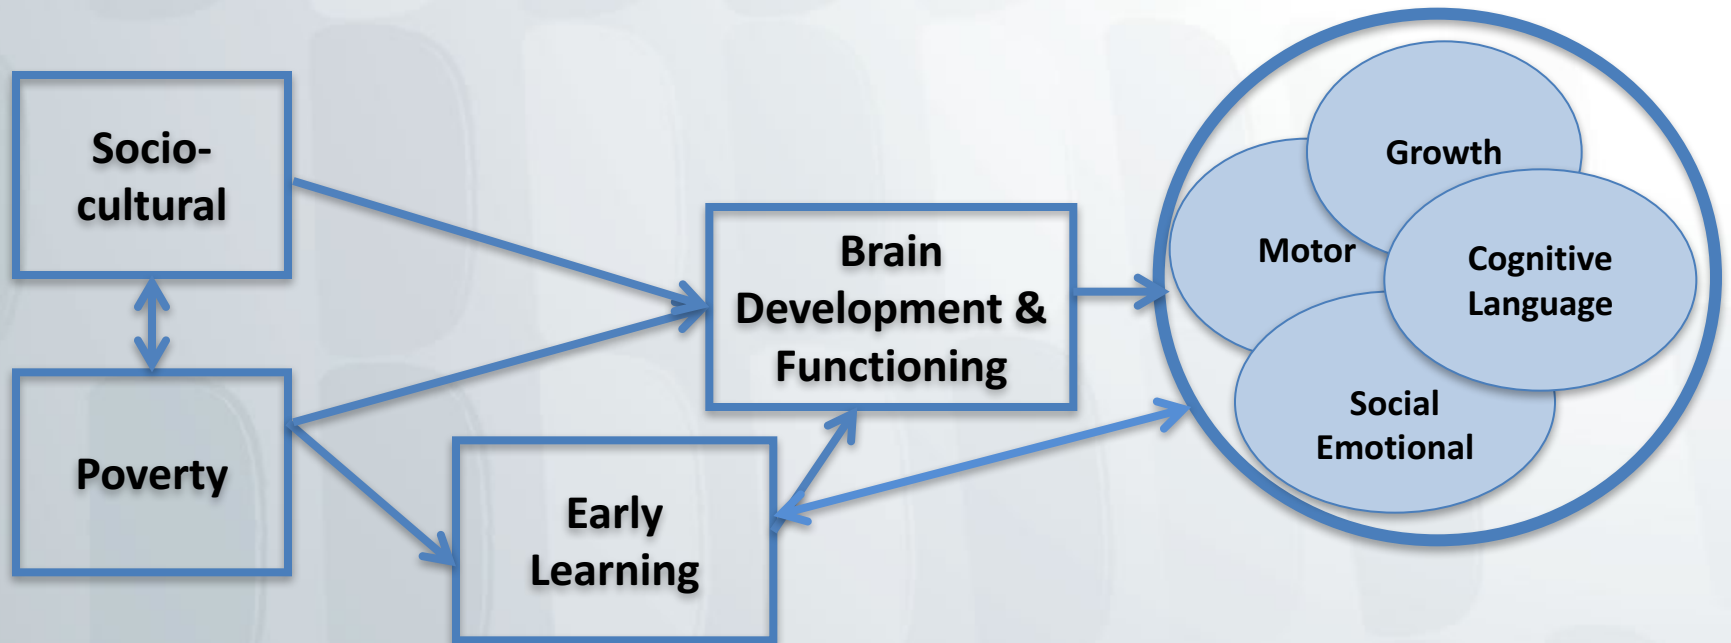 Socio-
cultural
Poverty
Early
Learning
Brain
Development &
Functioning
Growth
Motor
Cognitive
Language
Social
Emotional